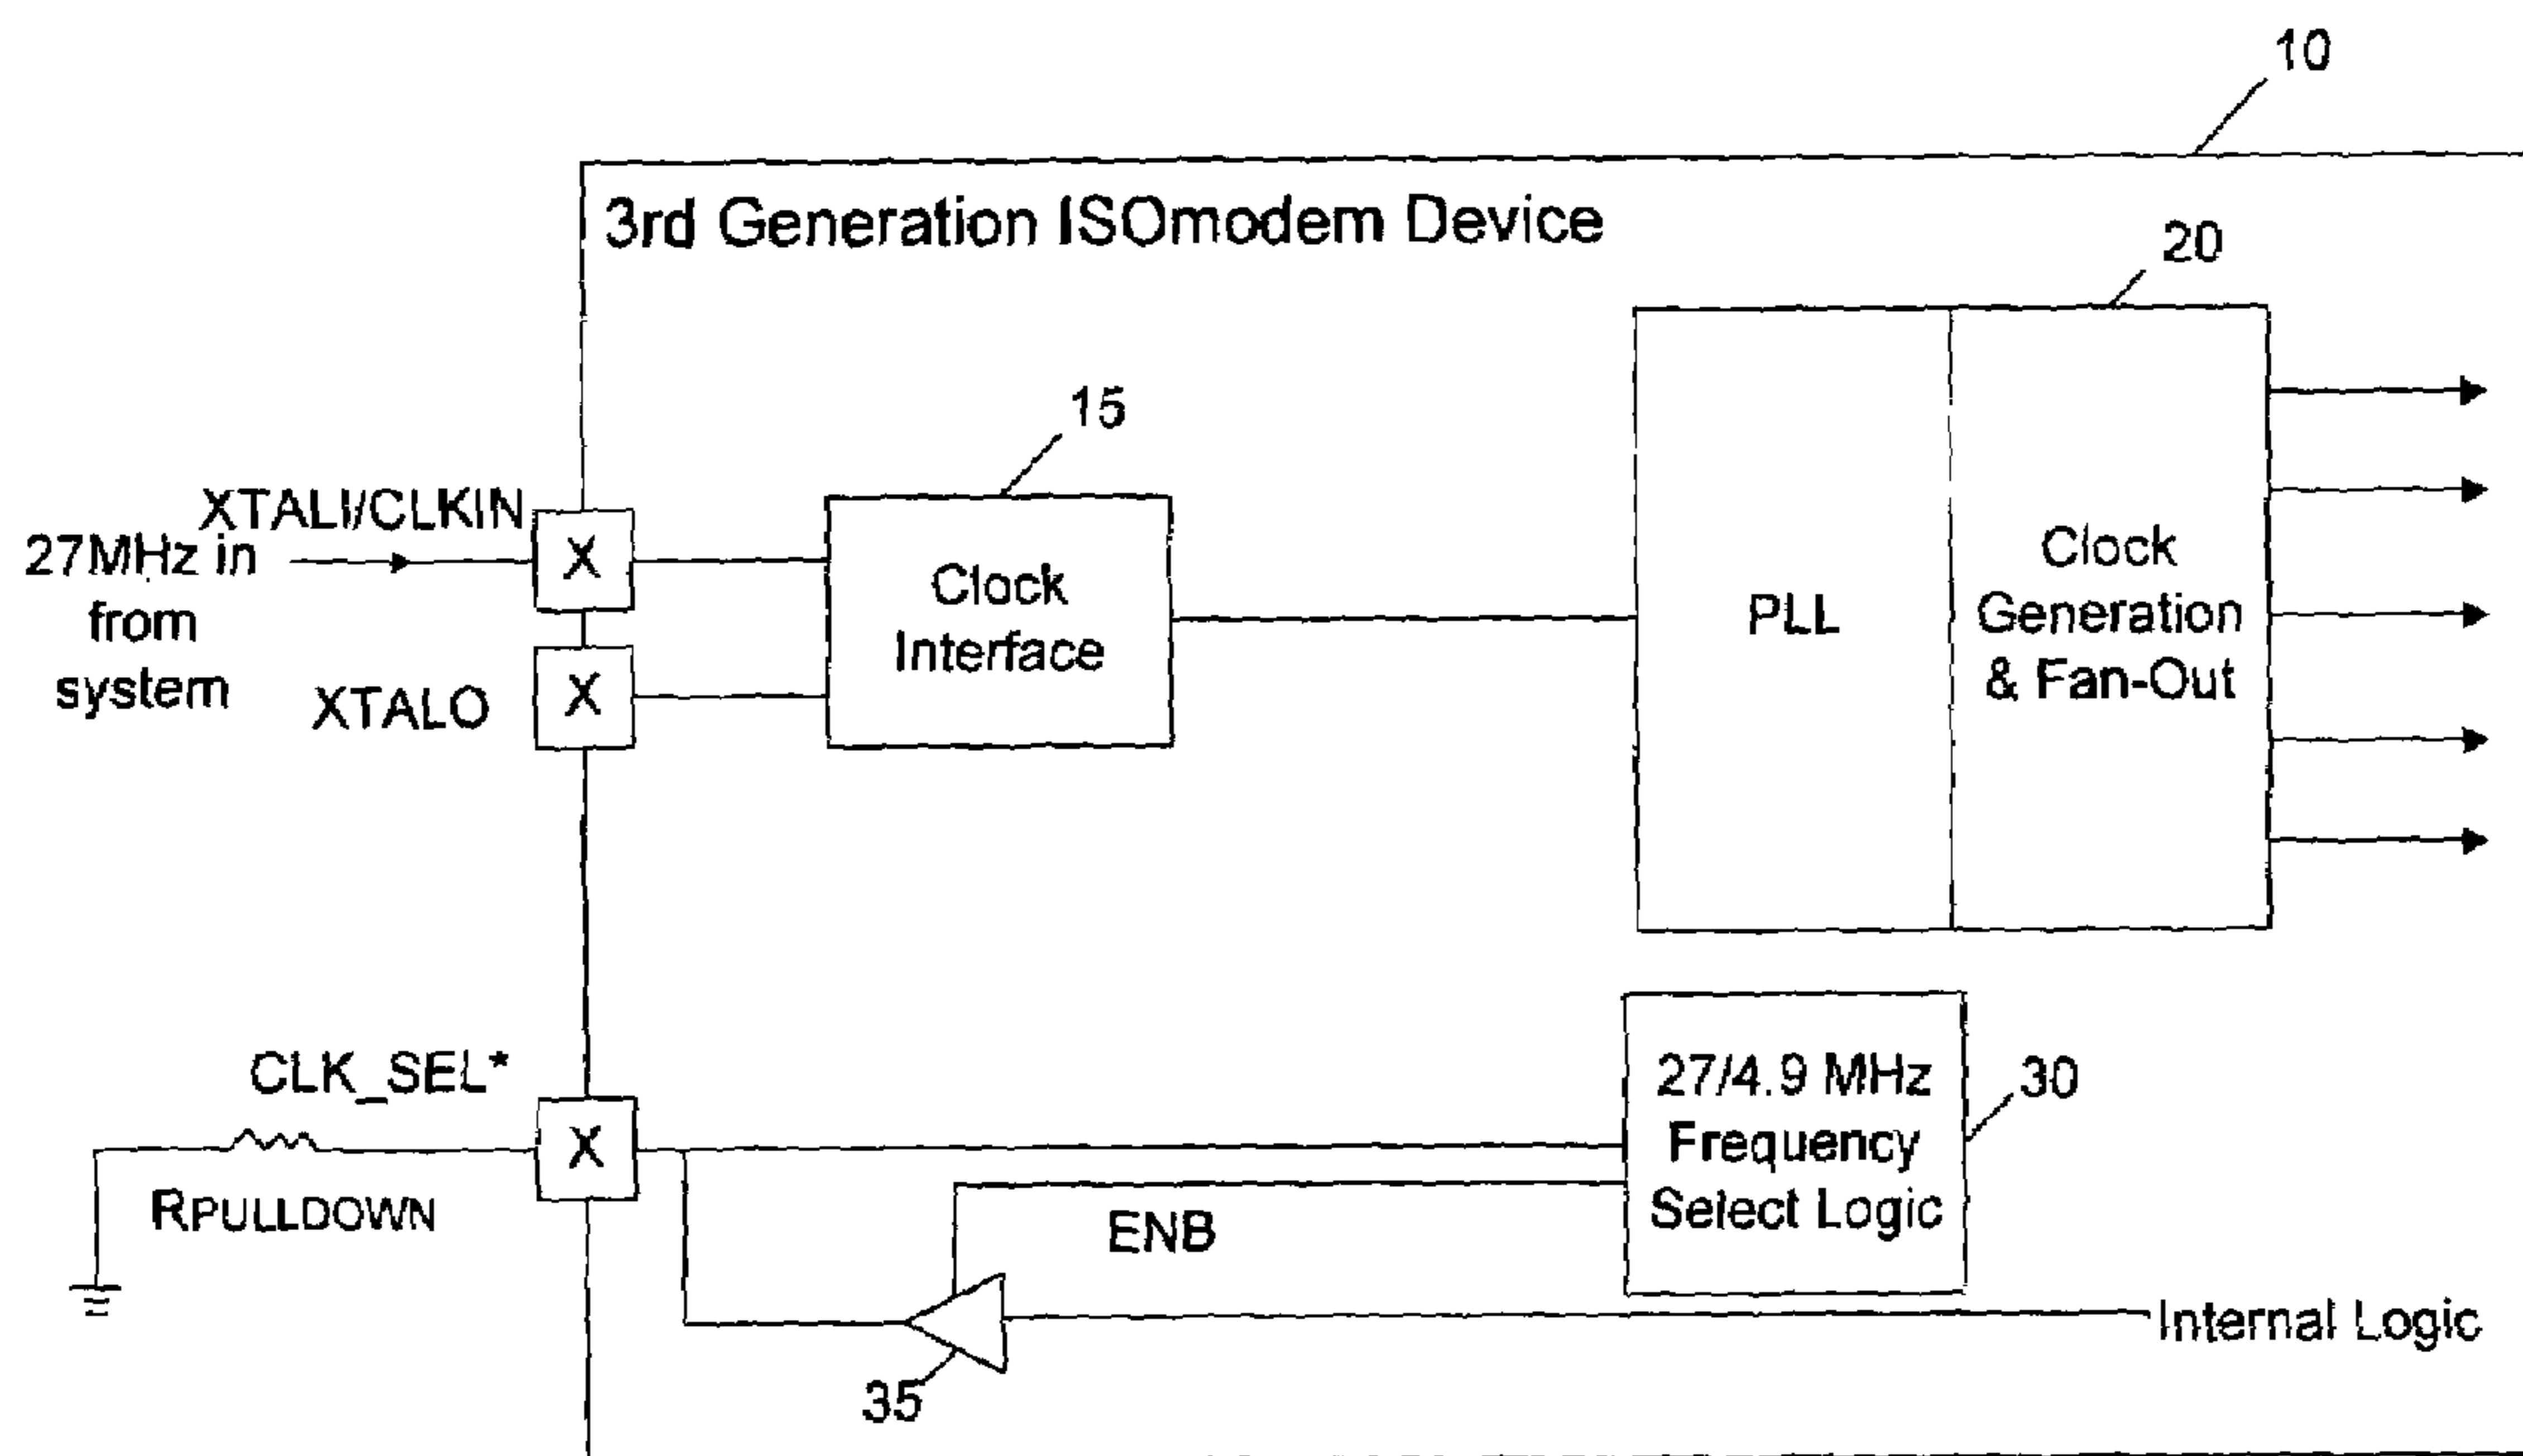 10
3rd Generation ISOmodem Device
20
15
XTALI/CLKIN
27MHz in
from
system
X
XTALO
X
Clock
Interface
PLL
Clock
Generation
& Fan-Out
CLK_SEL*
X
RPULLDOWN
27/4.9 MHz
Frequency
Select Logic
30
ENB
Internal Logic
35